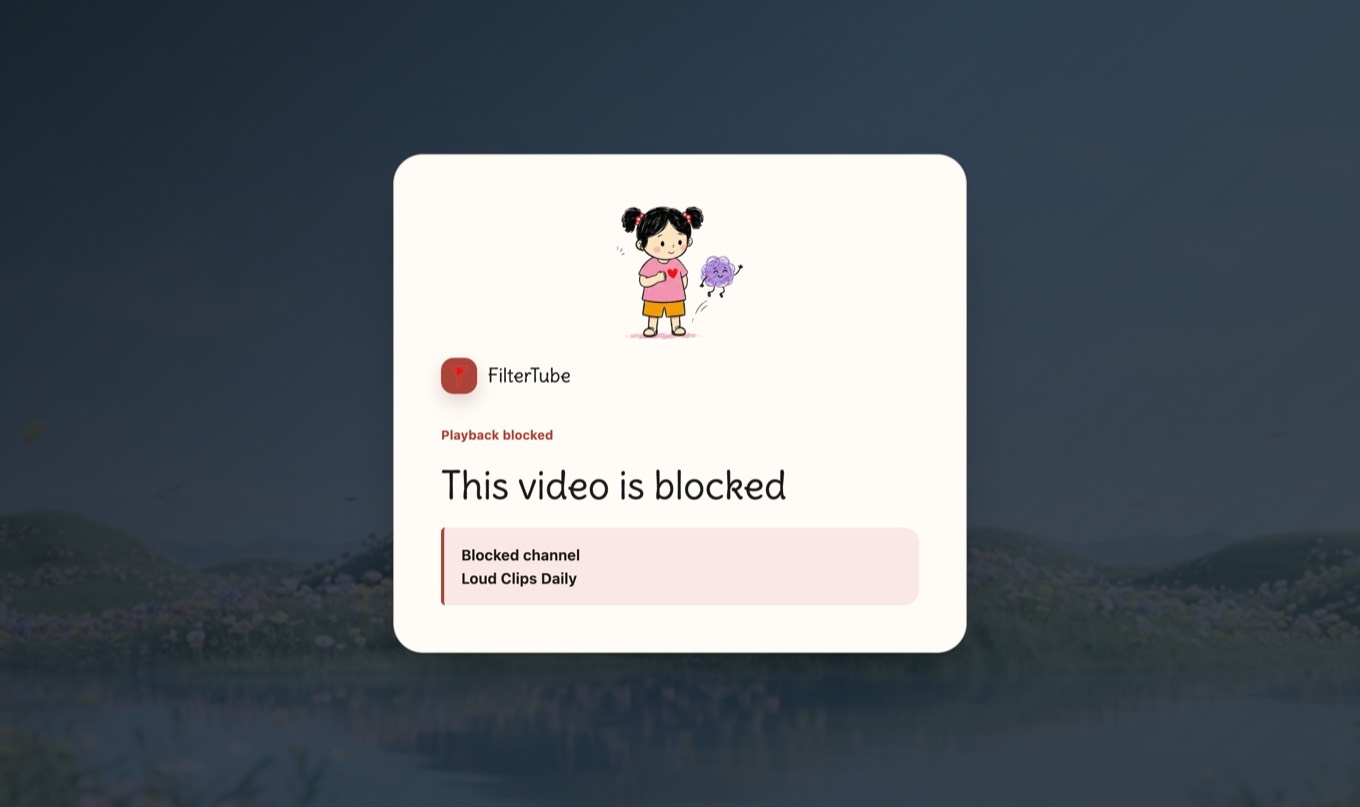 FilterTube
Playback blocked
This video is blocked
Blocked channel
Loud Clips Daily